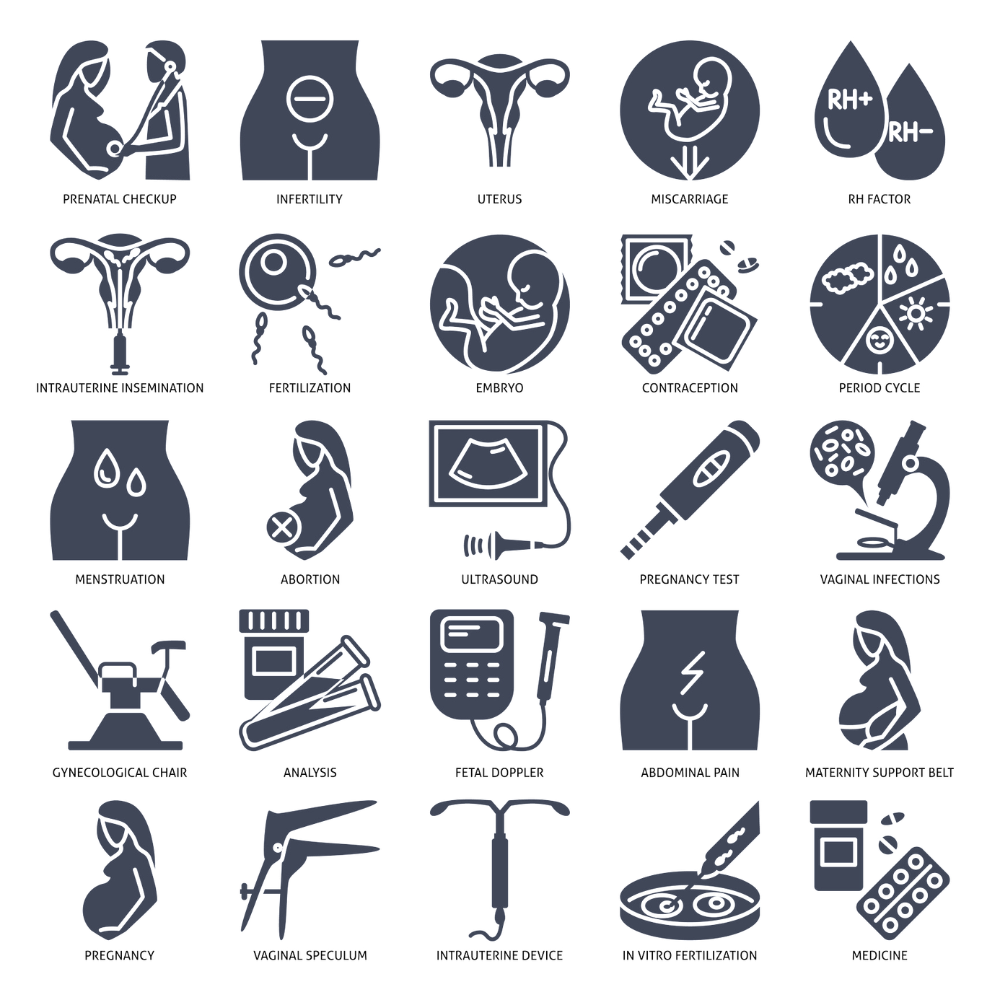 RH+
RH−
PRENATAL CHECKUP
INFERTILITY
UTERUS
MISCARRIAGE
RH FACTOR
INTRAUTERINE INSEMINATION
FERTILIZATION
EMBRYO
CONTRACEPTION
PERIOD CYCLE
MENSTRUATION
ABORTION
ULTRASOUND
PREGNANCY TEST
VAGINAL INFECTIONS
GYNECOLOGICAL CHAIR
ANALYSIS
FETAL DOPPLER
ABDOMINAL PAIN
MATERNITY SUPPORT BELT
PREGNANCY
VAGINAL SPECULUM
INTRAUTERINE DEVICE
IN VITRO FERTILIZATION
MEDICINE